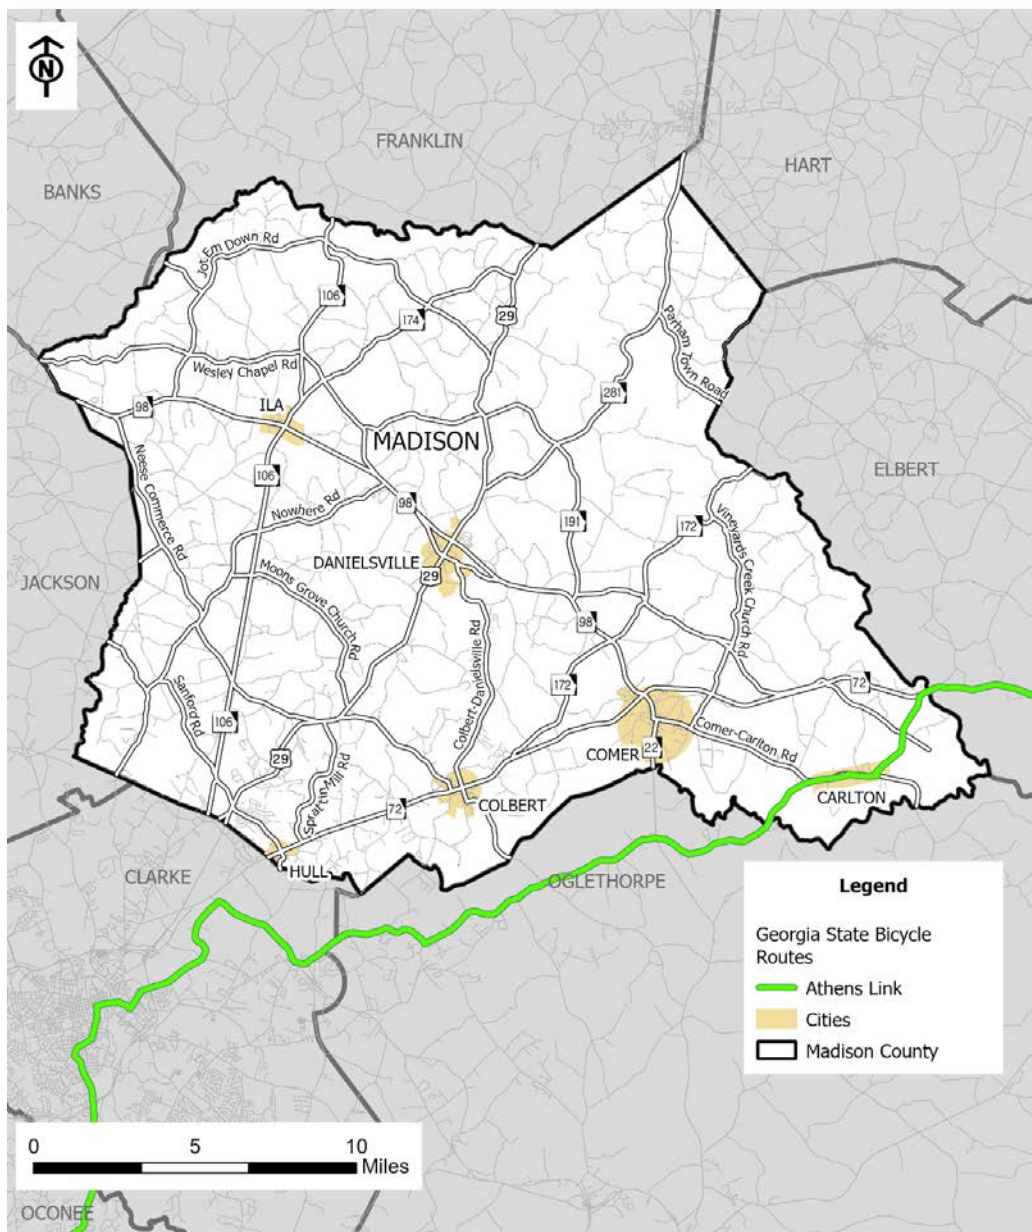 N
FRANKLIN
HART
BANKS
Jot-Em Down Rd
106
174
29
Parham Town Road
Wesley Chapel Rd
281
98
ILA
MADISON
ELBERT
Neese Commerce Rd
106
Nowhere Rd
98
191
172
Vineyards Creek Church Rd
DANIELSVILLE
29
JACKSON
Moons Grove Church Rd
98
Colbert-Danielsville Rd
Sanford Rd
172
72
106
29
COMER
22
Comer-Carlton Rd
Spratlin Mill Rd
72
COLBERT
CARLTON
HULL
CLARKE
OGLETHORPE
Legend
Georgia State Bicycle
Routes
Athens Link
Cities
Madison County
0 5 10
Miles
OCONEE